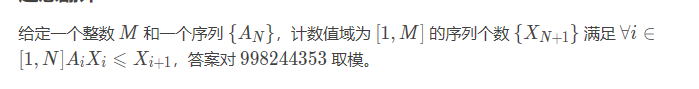 给定一个整数 M 和一个序列 {A_N}，计数值域为 [1, M] 的序列个数 {X_{N+1}} 满足 ∀i ∈
[1, N]A_iX_i ⩽ X_{i+1}，答案对 998244353 取模。